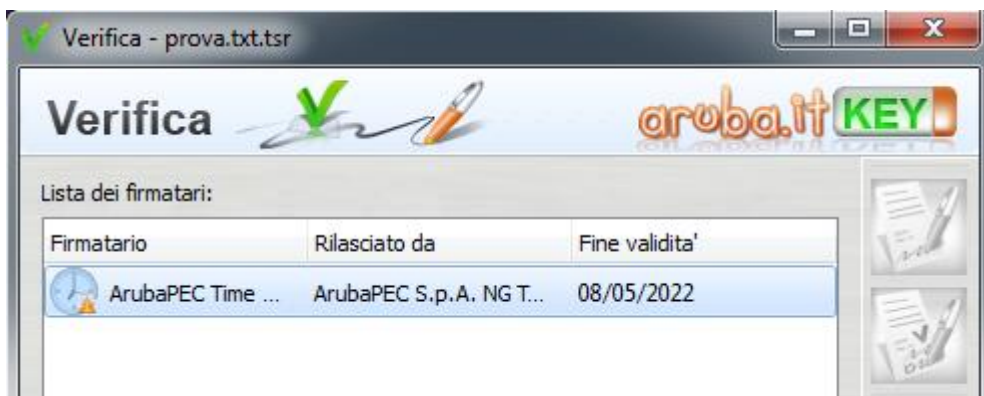 Verifica - prova.txt.tsr
Verifica
aruba.it KEY
Lista dei firmatari:
Firmatario Rilasciato da Fine validita'
ArubaPEC Time ... ArubaPEC S.p.A. NG T... 08/05/2022